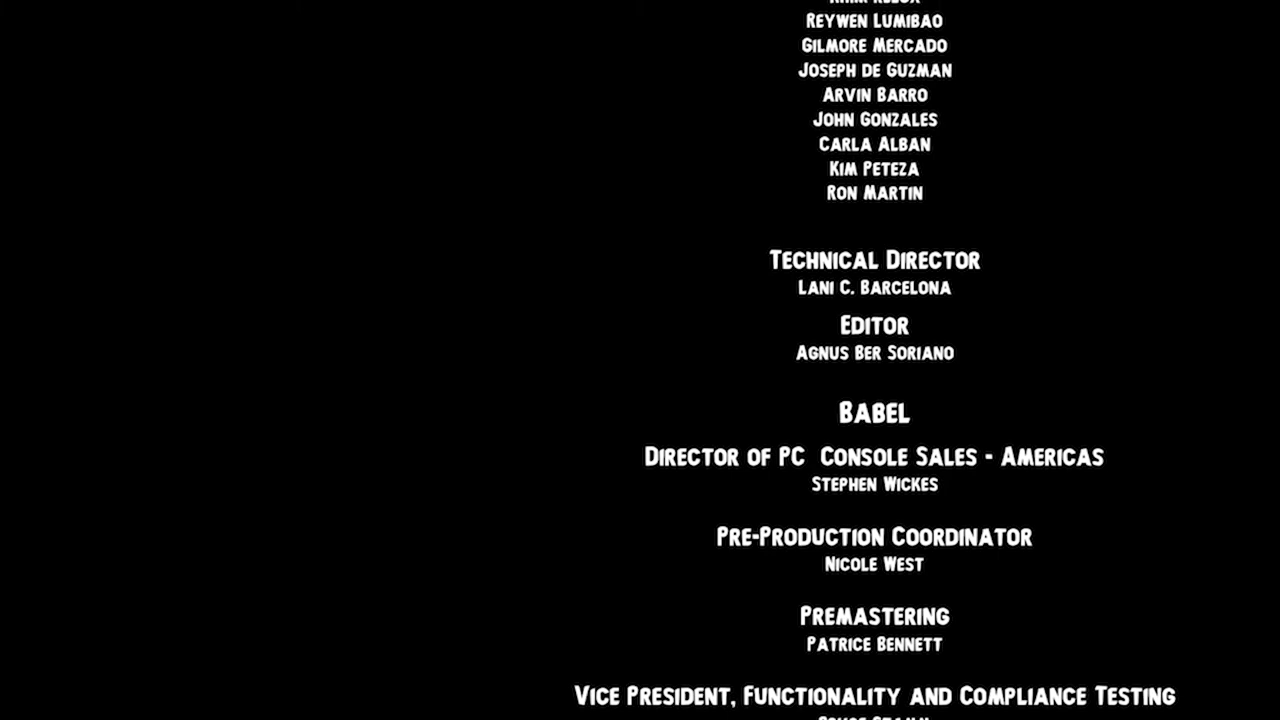 Reywen Lumibao
Gilmore Mercado
Joseph de Guzman
Arvin Barro
John Gonzales
Carla Alban
Kim Peteza
Ron Martin
Technical Director
Lani C. Barcelona
Editor
Agnus Ber Soriano
Babel
Director of PC Console Sales - Americas
Stephen Wickes
Pre-Production Coordinator
Nicole West
Premastering
Patrice Bennett
Vice President, Functionality and Compliance Testing